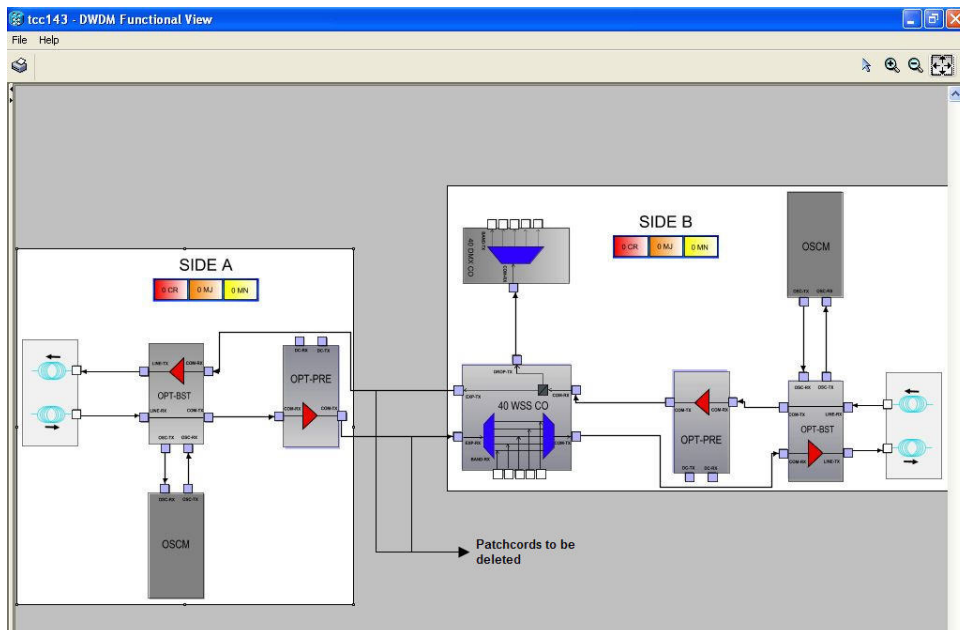 tcc143 - DWDM Functional View
File Help
SIDE B
0 CR 0 MJ 0 MN
40 DMX CO
BAND-TX
COM-RX
OSCM
OSC-TX OSC-RX
SIDE A
0 CR 0 MJ 0 MN
DC-RX DC-TX
OPT-PRE
COM-RX COM-TX
LINE-TX COM-RX
OPT-BST
LINE-RX COM-TX
OSC-TX OSC-RX
OSC-RX OSC-TX
OSCM
DROP-TX
EXP-TX COM-RX
40 WSS CO
EXP-RX COM-TX
BAND-RX
COM-TX COM-RX
OPT-PRE
DC-TX DC-RX
OSC-RX OSC-TX
COM-TX LINE-RX
OPT-BST
COM-RX LINE-TX
Patchcords to be
deleted